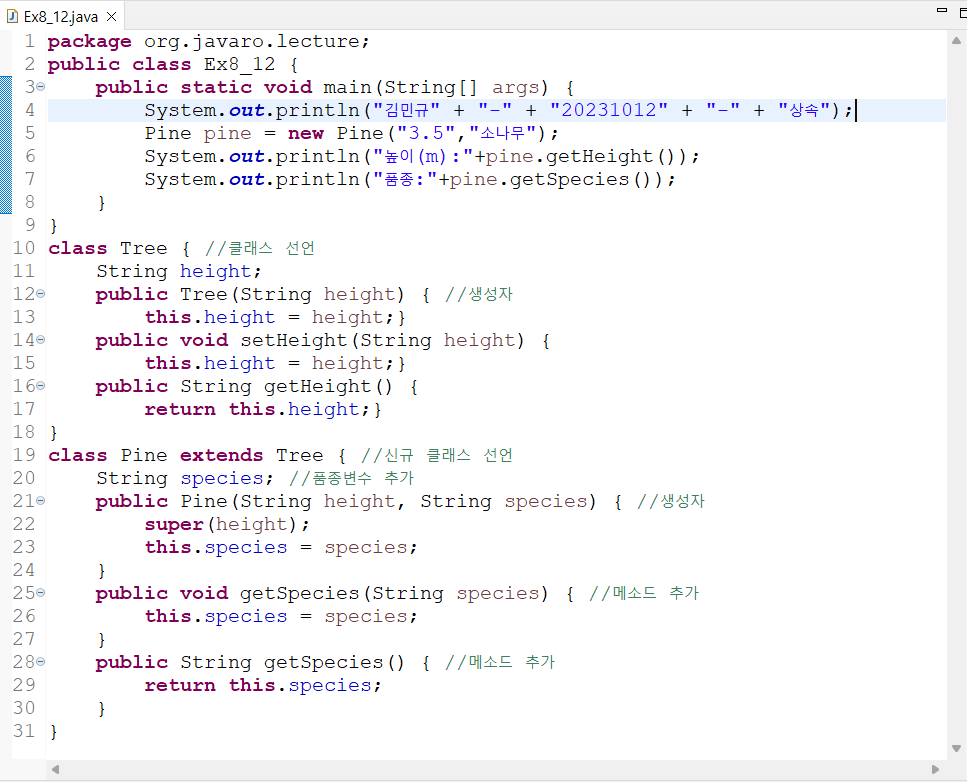 Ex8_12.java
1 package org.javaro.lecture;
2 public class Ex8_12 {
3 public static void main(String[] args) {
4 System.out.println("김민규" + "-" + "20231012" + "-" + "상속");
5 Pine pine = new Pine("3.5","소나무");
6 System.out.println("높이(m):"+pine.getHeight());
7 System.out.println("품종:"+pine.getSpecies());
8 }
9 }
10 class Tree { //클래스 선언
11 String height;
12 public Tree(String height) { //생성자
13 this.height = height;}
14 public void setHeight(String height) {
15 this.height = height;}
16 public String getHeight() {
17 return this.height;}
18 }
19 class Pine extends Tree { //신규 클래스 선언
20 String species; //품종변수 추가
21 public Pine(String height, String species) { //생성자
22 super(height);
23 this.species = species;
24 }
25 public void getSpecies(String species) { //메소드 추가
26 this.species = species;
27 }
28 public String getSpecies() { //메소드 추가
29 return this.species;
30 }
31 }